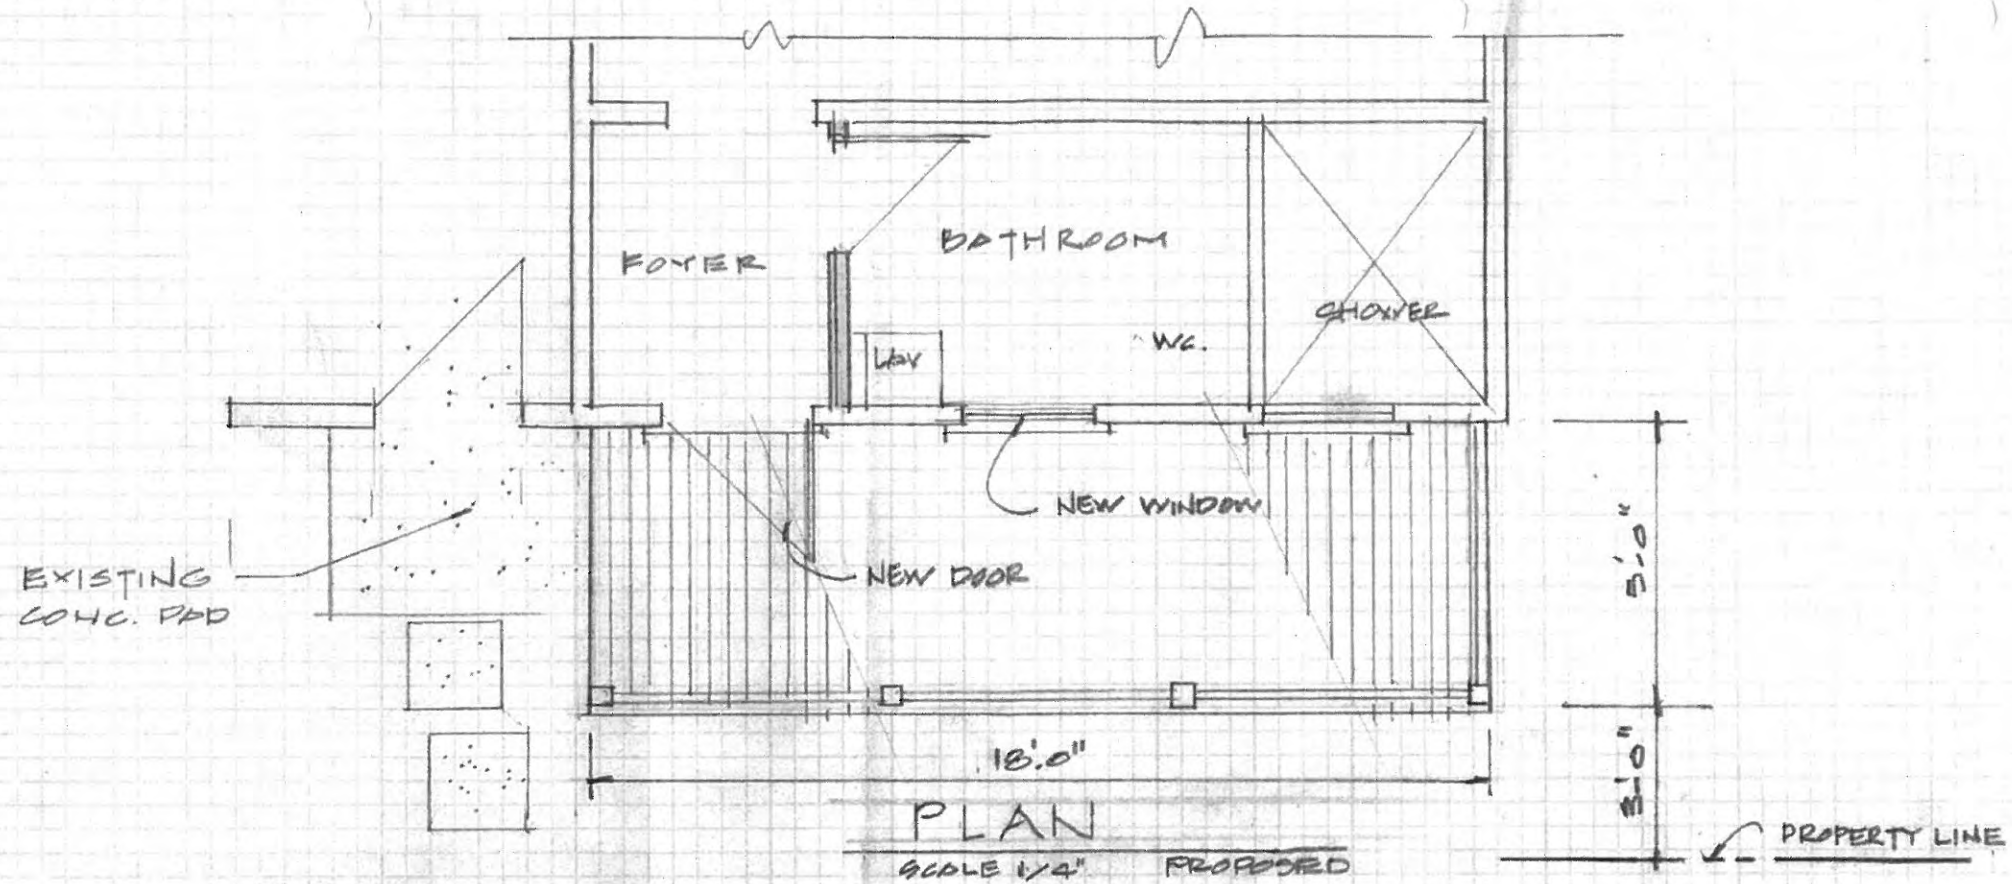 FOYER
BATHROOM
SHOWER
LAV
WC.
NEW WINDOW
NEW DOOR
EXISTING
CONC. PAD
5'.0"
3'.0"
18'.0"
PLAN
SCALE 1/4" PROPOSED
PROPERTY LINE